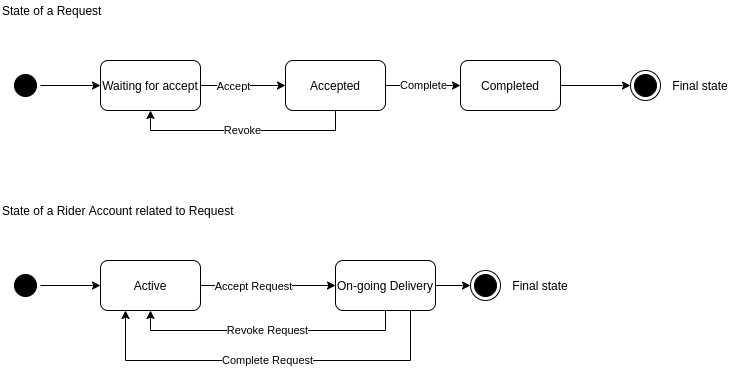 State of a Request
Waiting for accept
Accept
Accepted
Complete
Completed
Final state
Revoke
State of a Rider Account related to Request
Active
Accept Request
On-going Delivery
Final state
Revoke Request
Complete Request